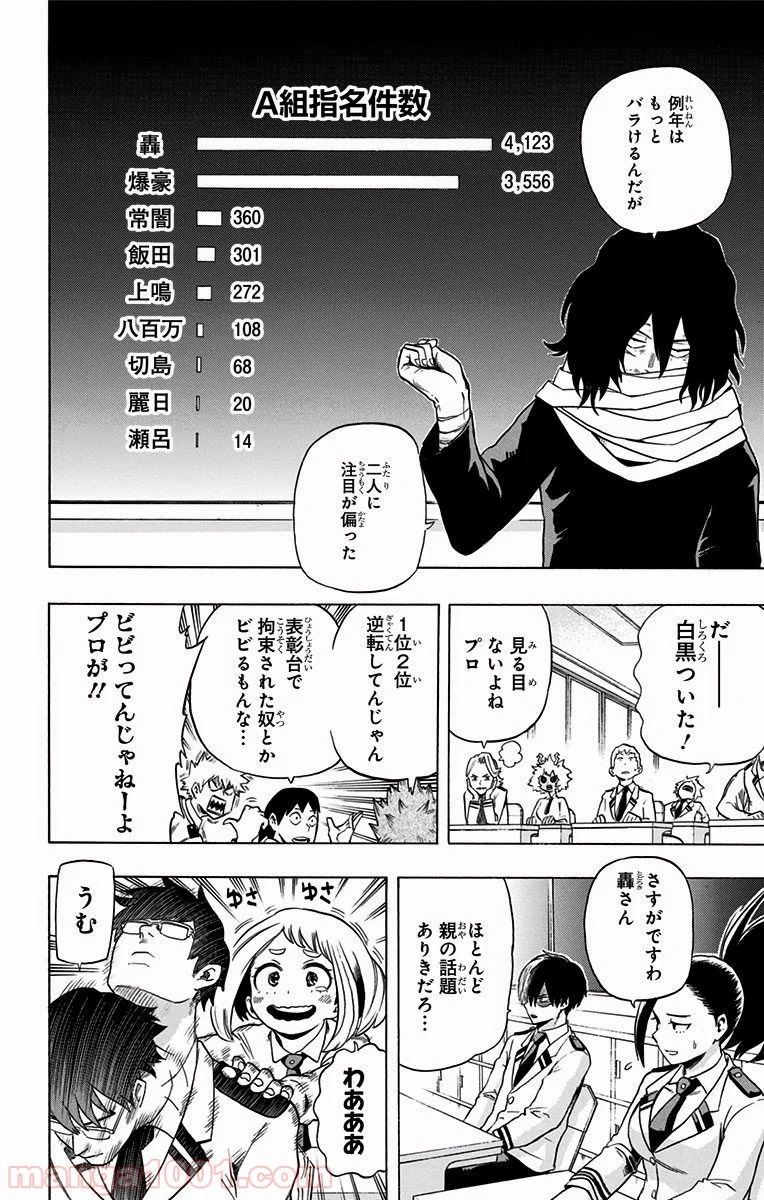 例年は
もっと
バラけるんだが
A組指名件数
轟 4,123
爆豪 3,556
常闇 360
飯田 301
上鳴 272
八百万 108
切島 68
麗日 20
瀬呂 14
二人に
注目が偏った
だーーー
白黒ついた!
見る目
ないよね
プロ
1位2位
逆転してんじゃん
表彰台で
拘束された奴とか
ビビるもんな…
ビビってんじゃねーよ
プロが!!
さすがですわ
轟さん
ほとんど
親の話題
ありきだろ…
わあああ
ゆさ
ゆさ
うむ
manga1001.com